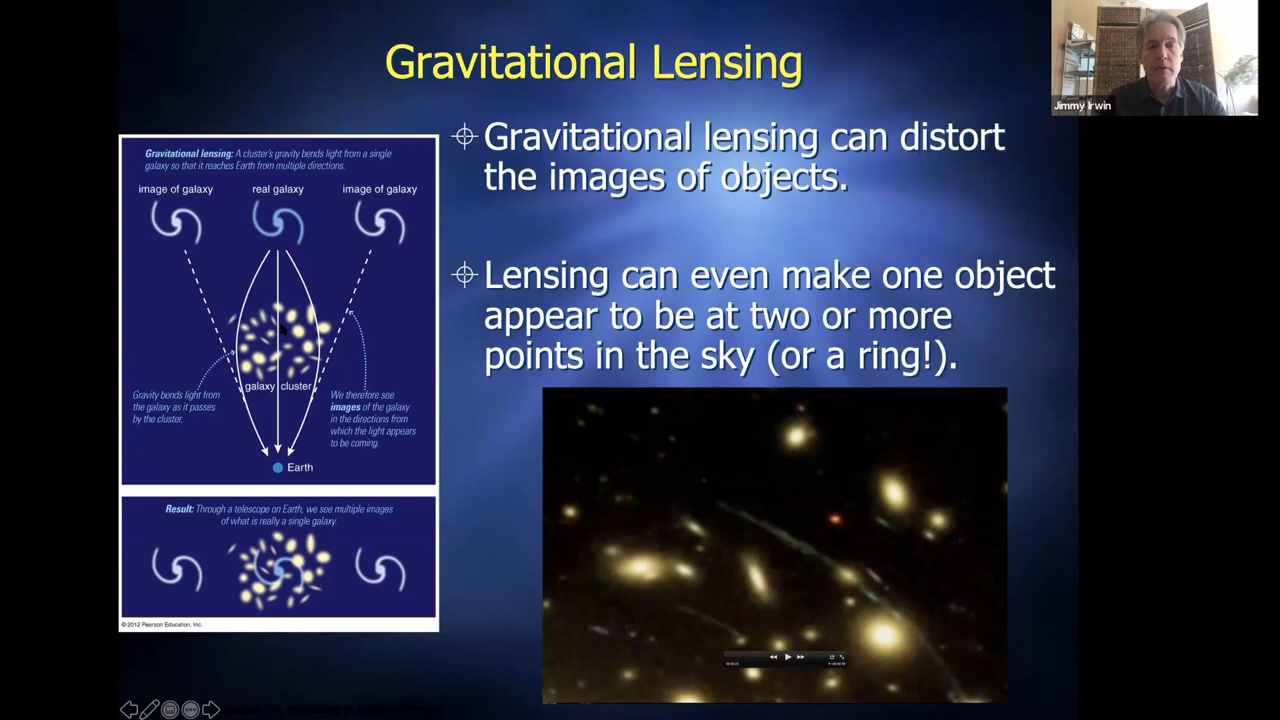 Gravitational Lensing
Jimmy Irwin
Gravitational lensing: A cluster's gravity bends light from a single
galaxy so that it reaches Earth from multiple directions.
image of galaxy
real galaxy
image of galaxy
galaxy cluster
Gravity bends light from
the galaxy as it passes
by the cluster.
We therefore see
images of the galaxy
in the directions from
which the light appears
to be coming.
Earth
Result: Through a telescope on Earth, we see multiple images
of what is really a single galaxy.
© 2012 Pearson Education, Inc.
Gravitational lensing can distort
the images of objects.
Lensing can even make one object
appear to be at two or more
points in the sky (or a ring!).